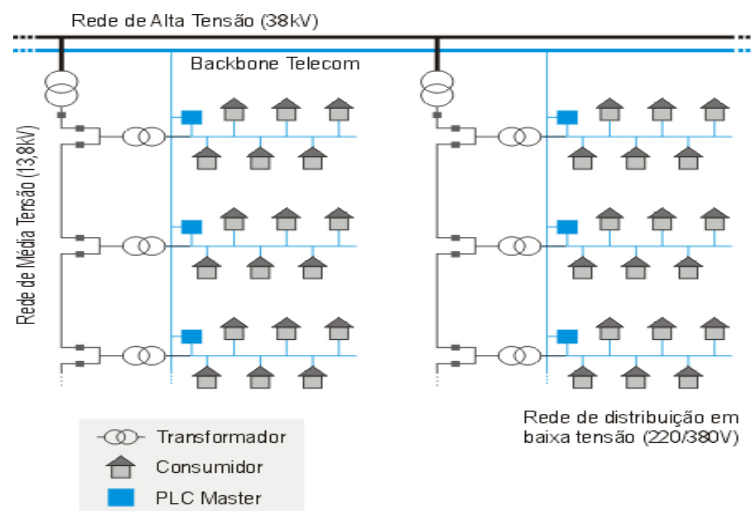 Rede de Alta Tensão (38kV)
Backbone Telecom
Rede de Média Tensão (13,8kV)
Rede de distribuição em
baixa tensão (220/380V)
Transformador
Consumidor
PLC Master